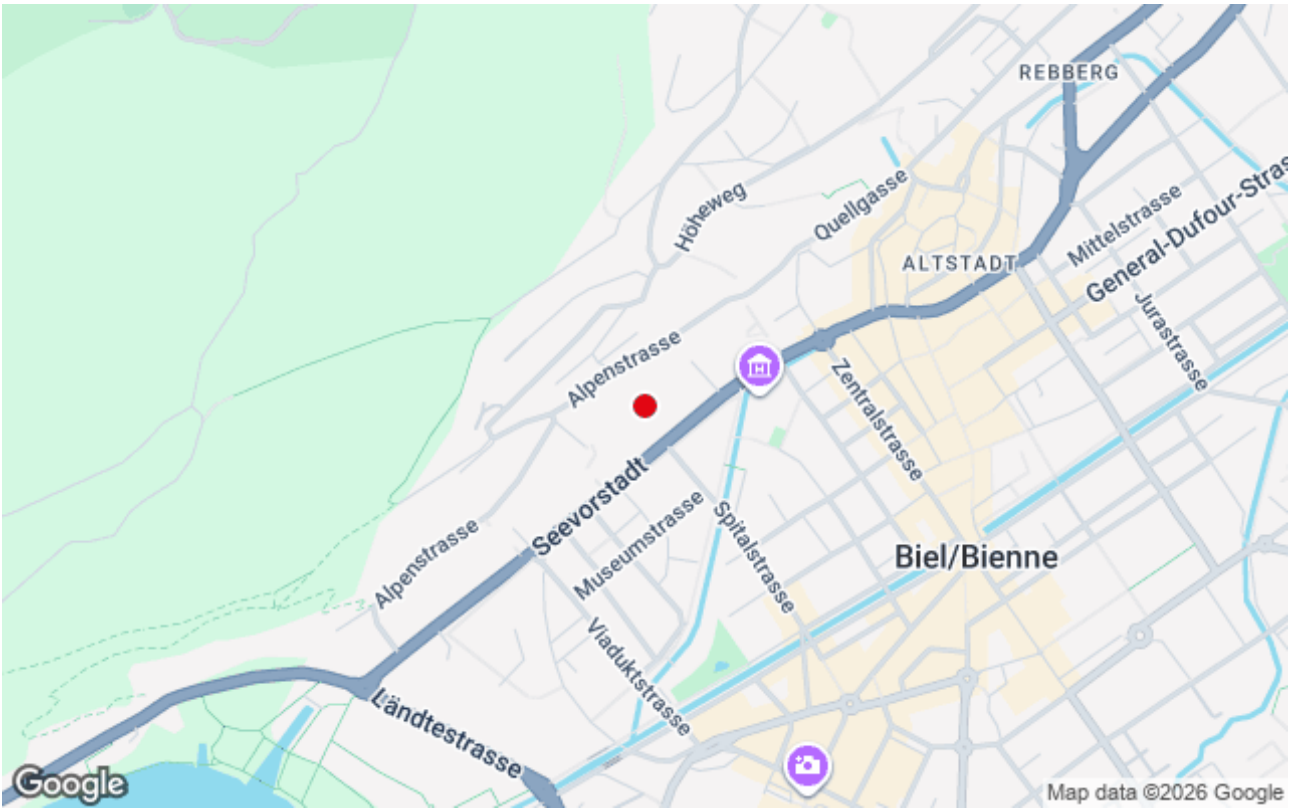 REBBERG
Höheweg
Quellgasse
Mittelstrasse
General-Dufour-Stras
ALTSTADT
Jurastrasse
Alpenstrasse
Zentralstrasse
Seevorstadt
Museumstrasse
Spitalstrasse
Alpenstrasse
Biel/Bienne
Viaduktstrasse
Ländtestrasse
Google
Map data ©2026 Google